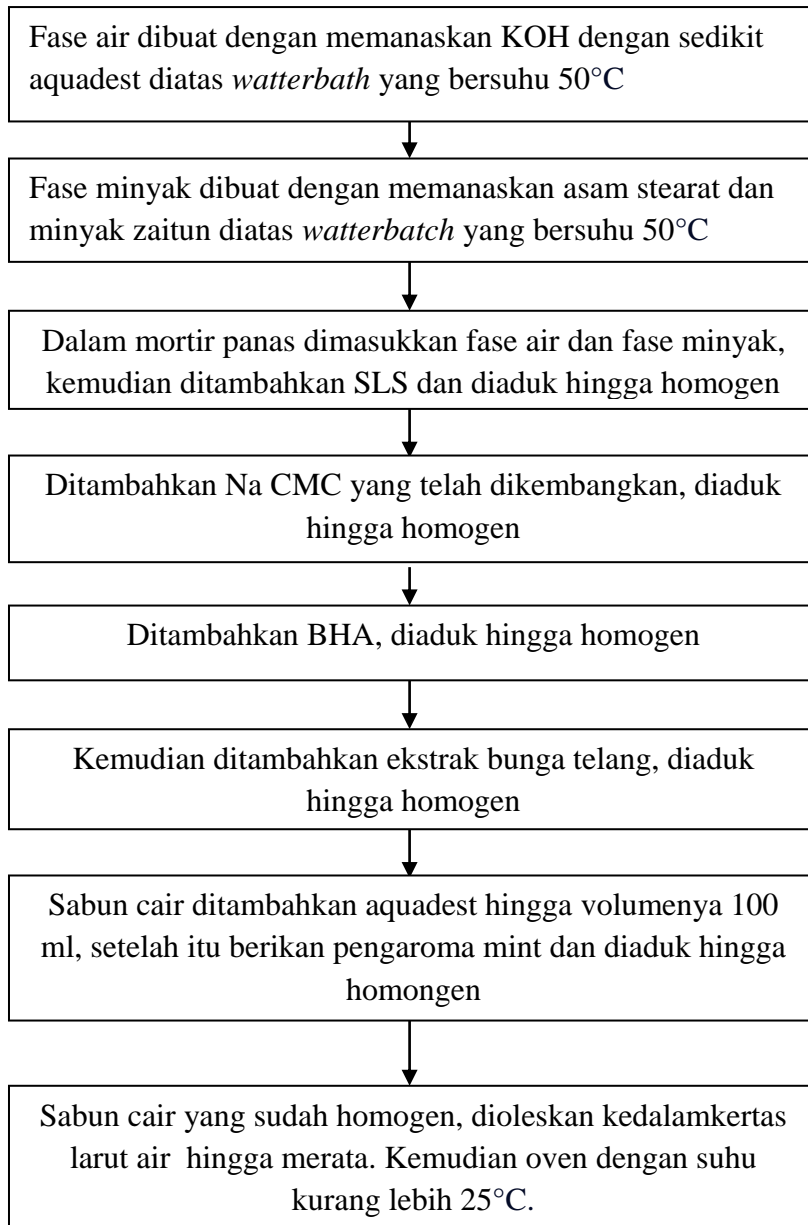 Fase air dibuat dengan memanaskan KOH dengan sedikit
aquadest diatas watterbath yang bersuhu 50°C
Fase minyak dibuat dengan memanaskan asam stearat dan
minyak zaitun diatas watterbatch yang bersuhu 50°C
Dalam mortir panas dimasukkan fase air dan fase minyak,
kemudian ditambahkan SLS dan diaduk hingga homogen
Ditambahkan Na CMC yang telah dikembangkan, diaduk
hingga homogen
Ditambahkan BHA, diaduk hingga homogen
Kemudian ditambahkan ekstrak bunga telang, diaduk
hingga homogen
Sabun cair ditambahkan aquadest hingga volumenya 100
ml, setelah itu berikan pengaroma mint dan diaduk hingga
homongen
Sabun cair yang sudah homogen, dioleskan kedalamkertas
larut air hingga merata. Kemudian oven dengan suhu
kurang lebih 25°C.